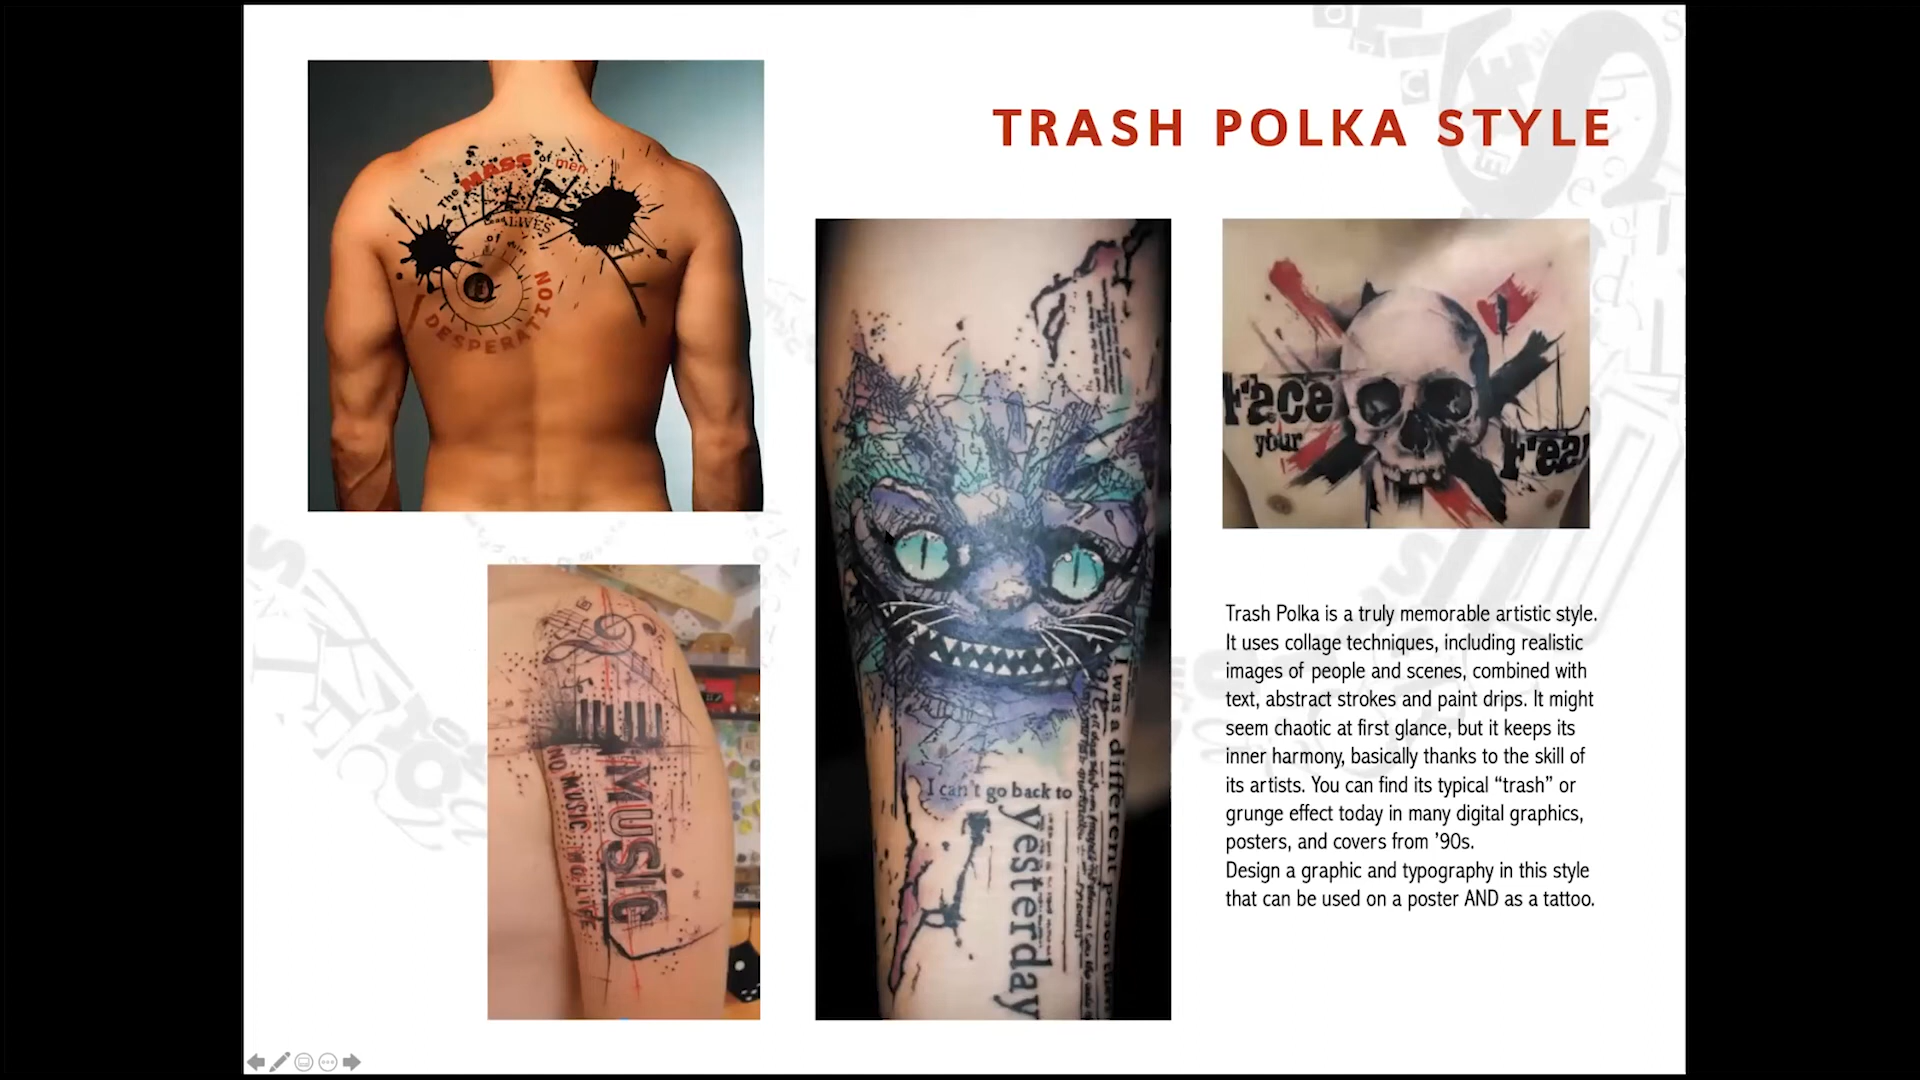 TRASH POLKA STYLE
The MASS of men
LIVES
of
DESPERATION
Face
your
Fea
MUSIC
NO MUSIC NO LIFE
I was a different person then
I can't go back to
yesterday
Trash Polka is a truly memorable artistic style.
It uses collage techniques, including realistic
images of people and scenes, combined with
text, abstract strokes and paint drips. It might
seem chaotic at first glance, but it keeps its
inner harmony, basically thanks to the skill of
its artists. You can find its typical “trash” or
grunge effect today in many digital graphics,
posters, and covers from ’90s.
Design a graphic and typography in this style
that can be used on a poster AND as a tattoo.